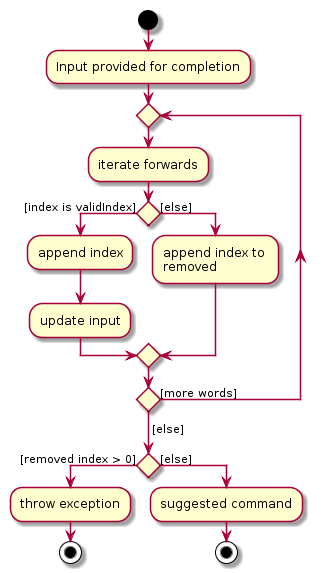 Input provided for completion
iterate forwards
[index is validIndex]
[else]
append index
append index to
removed
update input
[more words]
[else]
[removed index > 0]
[else]
throw exception
suggested command